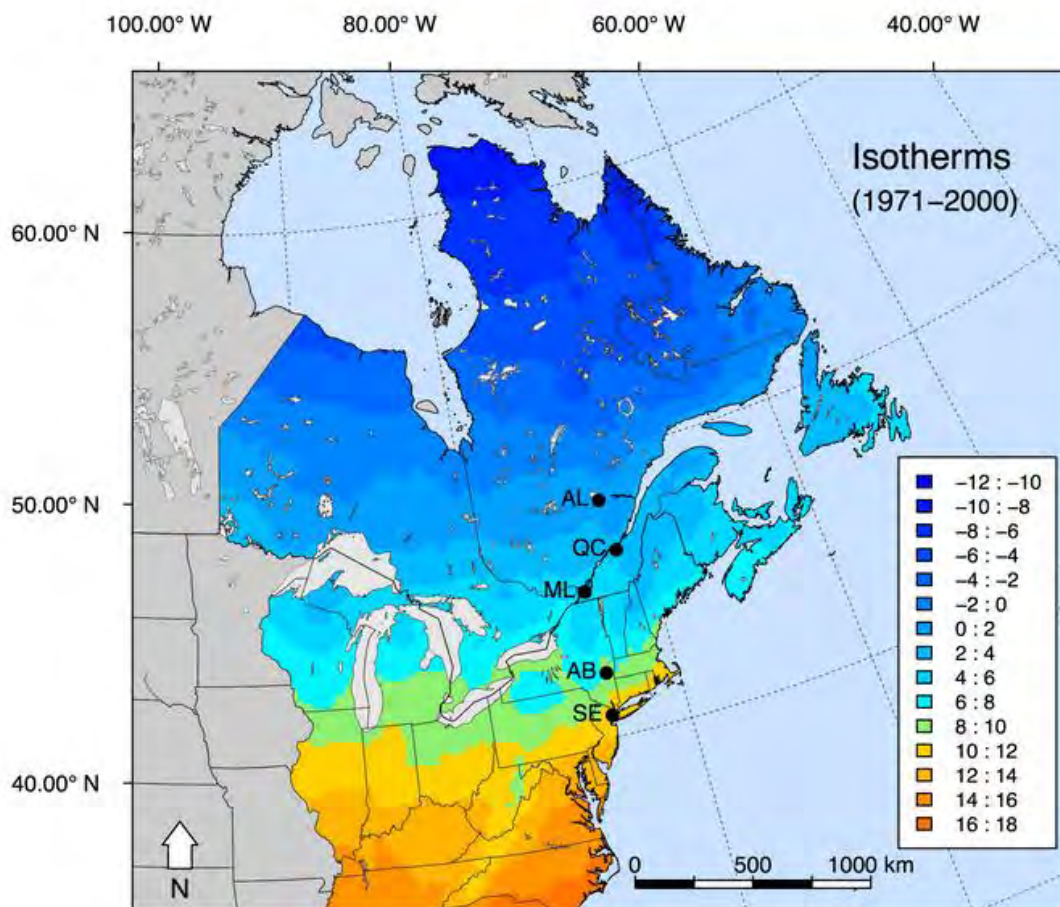 100.00° W 80.00° W 60.00° W 40.00° W
Isotherms
(1971−2000)
60.00° N
50.00° N
40.00° N
AL
QC
ML
AB
SE
−12 : −10
−10 : −8
−8 : −6
−6 : −4
−4 : −2
−2 : 0
0 : 2
2 : 4
4 : 6
6 : 8
8 : 10
10 : 12
12 : 14
14 : 16
16 : 18
N
0 500 1000 km